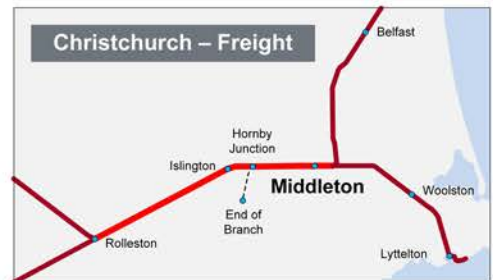 Christchurch – Freight
Belfast
Hornby
Junction
Islington
Middleton
Woolston
End of
Branch
Rolleston
Lyttelton